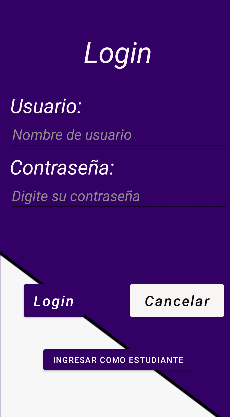 Login
Usuario:
Nombre de usuario
Contraseña:
Digite su contraseña
Login
Cancelar
INGRESAR COMO ESTUDIANTE